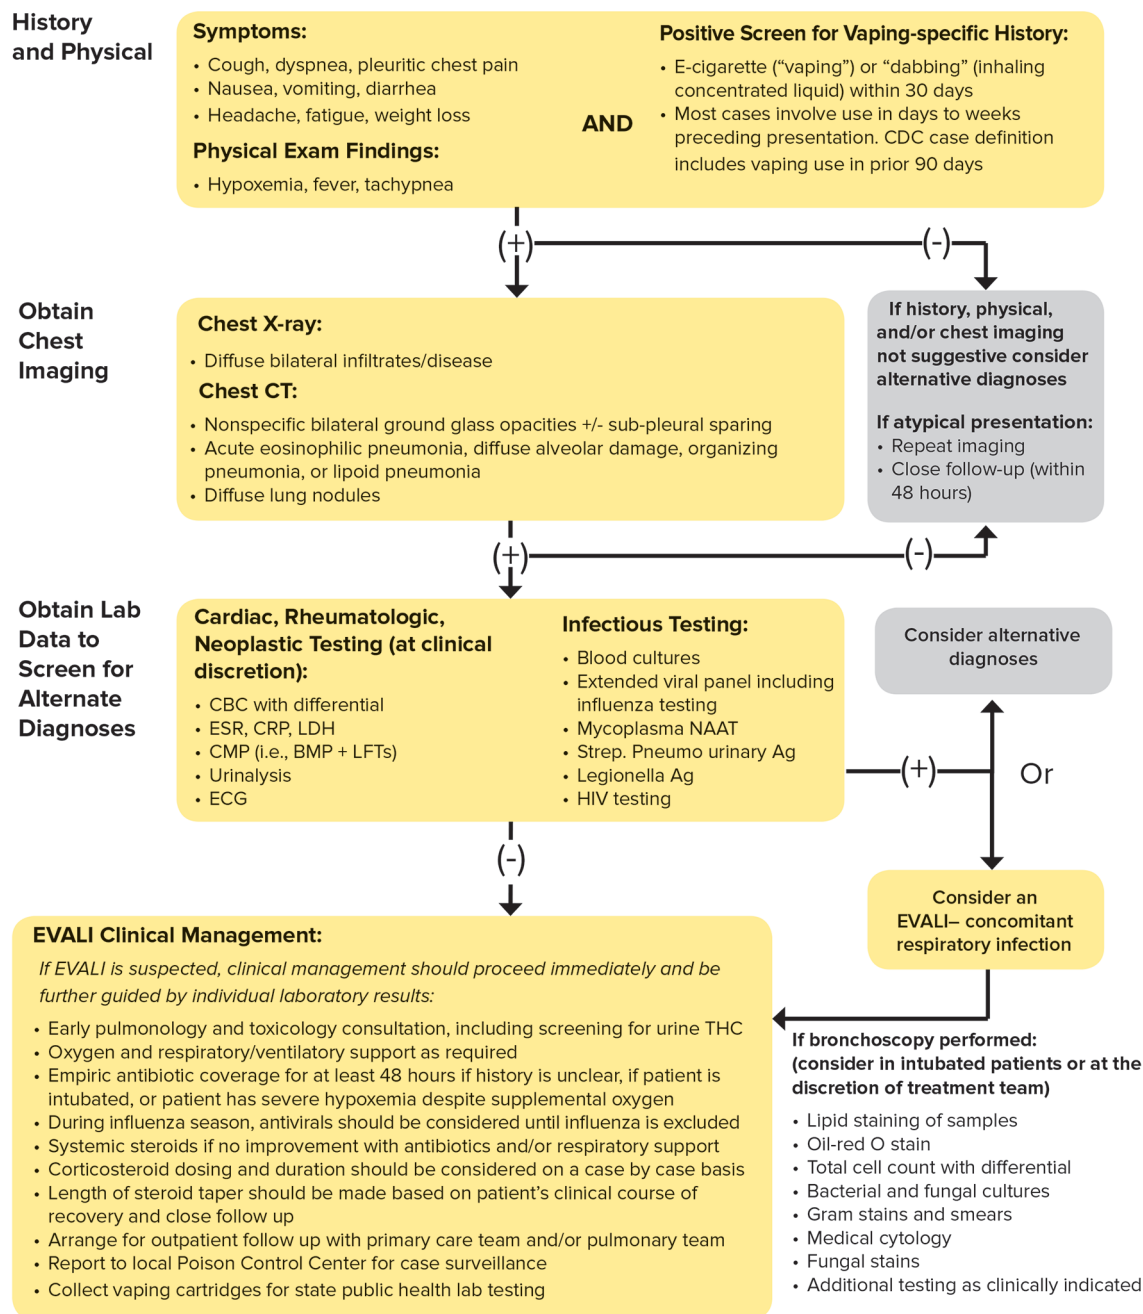 History
and Physical
Symptoms:
• Cough, dyspnea, pleuritic chest pain
• Nausea, vomiting, diarrhea
• Headache, fatigue, weight loss
Physical Exam Findings:
• Hypoxemia, fever, tachypnea
AND
Positive Screen for Vaping-specific History:
• E-cigarette (“vaping”) or “dabbing” (inhaling
concentrated liquid) within 30 days
• Most cases involve use in days to weeks
preceding presentation. CDC case definition
includes vaping use in prior 90 days
(+)
(-)
Obtain
Chest
Imaging
Chest X-ray:
• Diffuse bilateral infiltrates/disease
Chest CT:
• Nonspecific bilateral ground glass opacities +/- sub-pleural sparing
• Acute eosinophilic pneumonia, diffuse alveolar damage, organizing
pneumonia, or lipoid pneumonia
• Diffuse lung nodules
If history, physical,
and/or chest imaging
not suggestive consider
alternative diagnoses
If atypical presentation:
• Repeat imaging
• Close follow-up (within
48 hours)
(+)
(-)
Obtain Lab
Data to
Screen for
Alternate
Diagnoses
Cardiac, Rheumatologic,
Neoplastic Testing (at clinical
discretion):
• CBC with differential
• ESR, CRP, LDH
• CMP (i.e., BMP + LFTs)
• Urinalysis
• ECG
Infectious Testing:
• Blood cultures
• Extended viral panel including
influenza testing
• Mycoplasma NAAT
• Strep. Pneumo urinary Ag
• Legionella Ag
• HIV testing
Consider alternative
diagnoses
(+)
Or
(-)
Consider an
EVALI– concomitant
respiratory infection
EVALI Clinical Management:
If EVALI is suspected, clinical management should proceed immediately and be
further guided by individual laboratory results:
• Early pulmonology and toxicology consultation, including screening for urine THC
• Oxygen and respiratory/ventilatory support as required
• Empiric antibiotic coverage for at least 48 hours if history is unclear, if patient is
intubated, or patient has severe hypoxemia despite supplemental oxygen
• During influenza season, antivirals should be considered until influenza is excluded
• Systemic steroids if no improvement with antibiotics and/or respiratory support
• Corticosteroid dosing and duration should be considered on a case by case basis
• Length of steroid taper should be made based on patient’s clinical course of
recovery and close follow up
• Arrange for outpatient follow up with primary care team and/or pulmonary team
• Report to local Poison Control Center for case surveillance
• Collect vaping cartridges for state public health lab testing
If bronchoscopy performed:
(consider in intubated patients or at the
discretion of treatment team)
• Lipid staining of samples
• Oil-red O stain
• Total cell count with differential
• Bacterial and fungal cultures
• Gram stains and smears
• Medical cytology
• Fungal stains
• Additional testing as clinically indicated